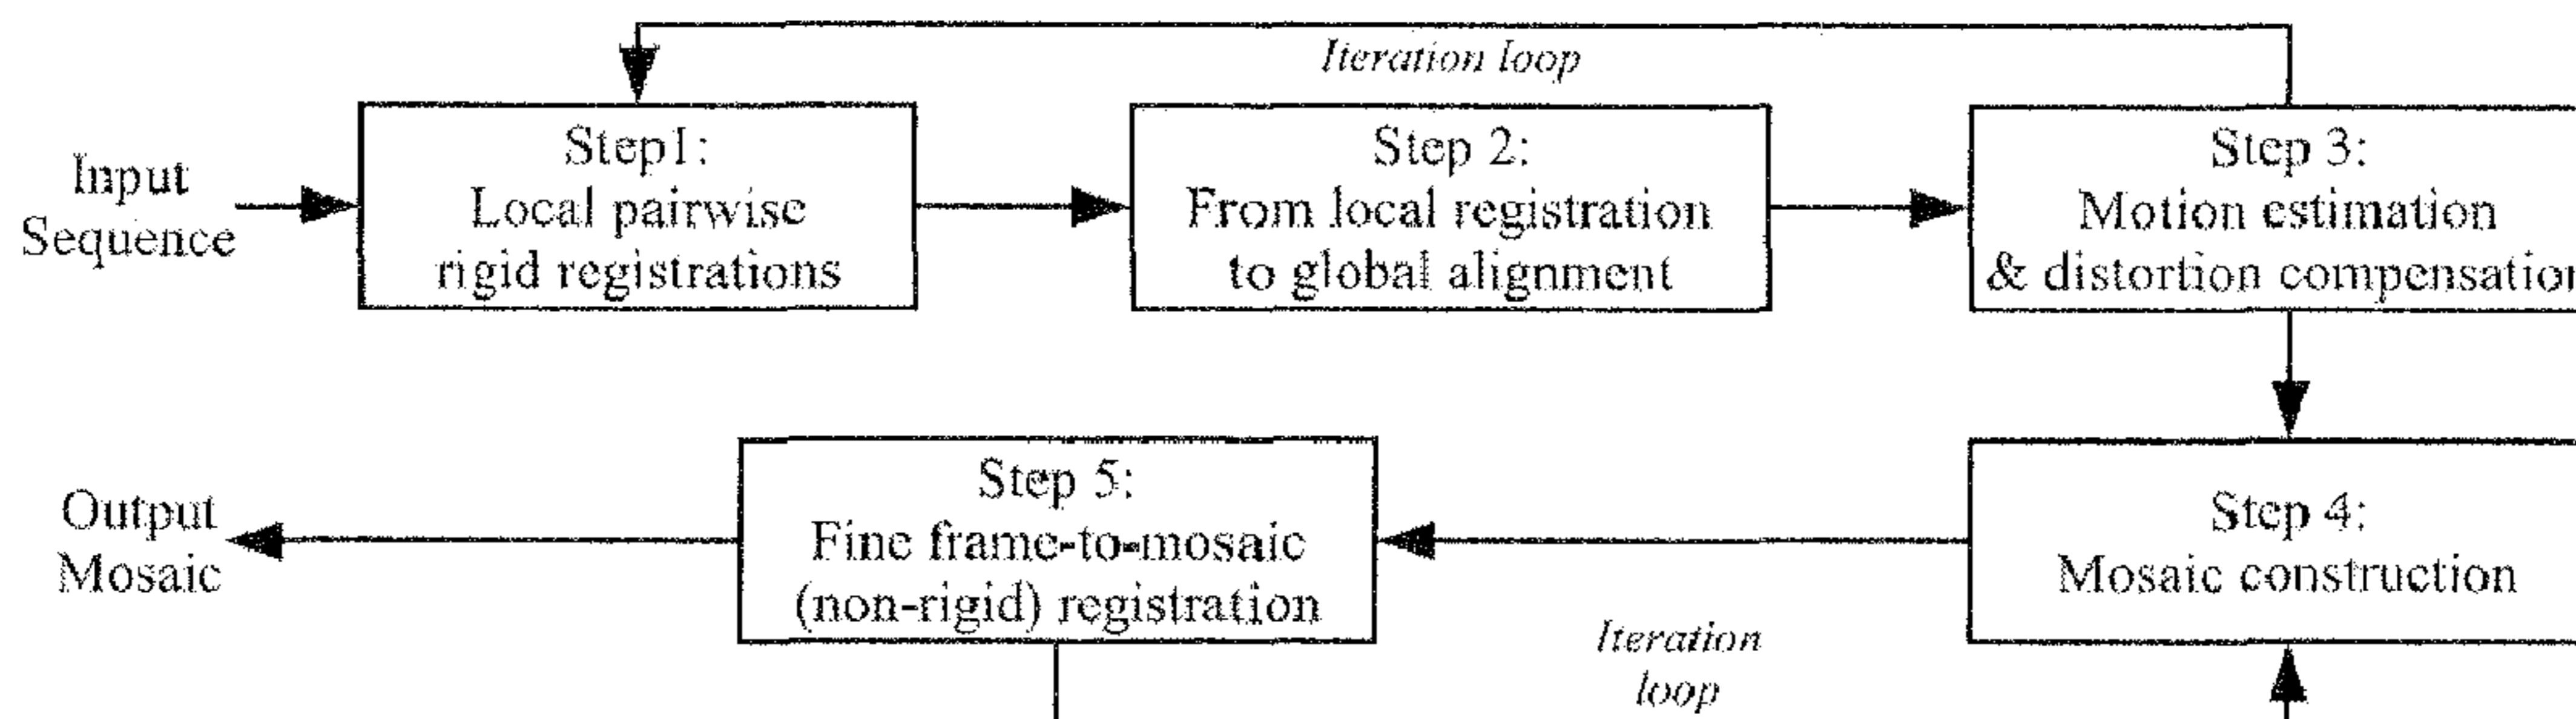 Iteration loop
Input
Sequence
Step1:
Local pairwise
rigid registrations
Step 2:
From local registration
to global alignment
Step 3:
Motion estimation
& distortion compensation
Output
Mosaic
Step 5:
Fine frame-to-mosaic
(non-rigid) registration
Step 4:
Mosaic construction
Iteration
loop